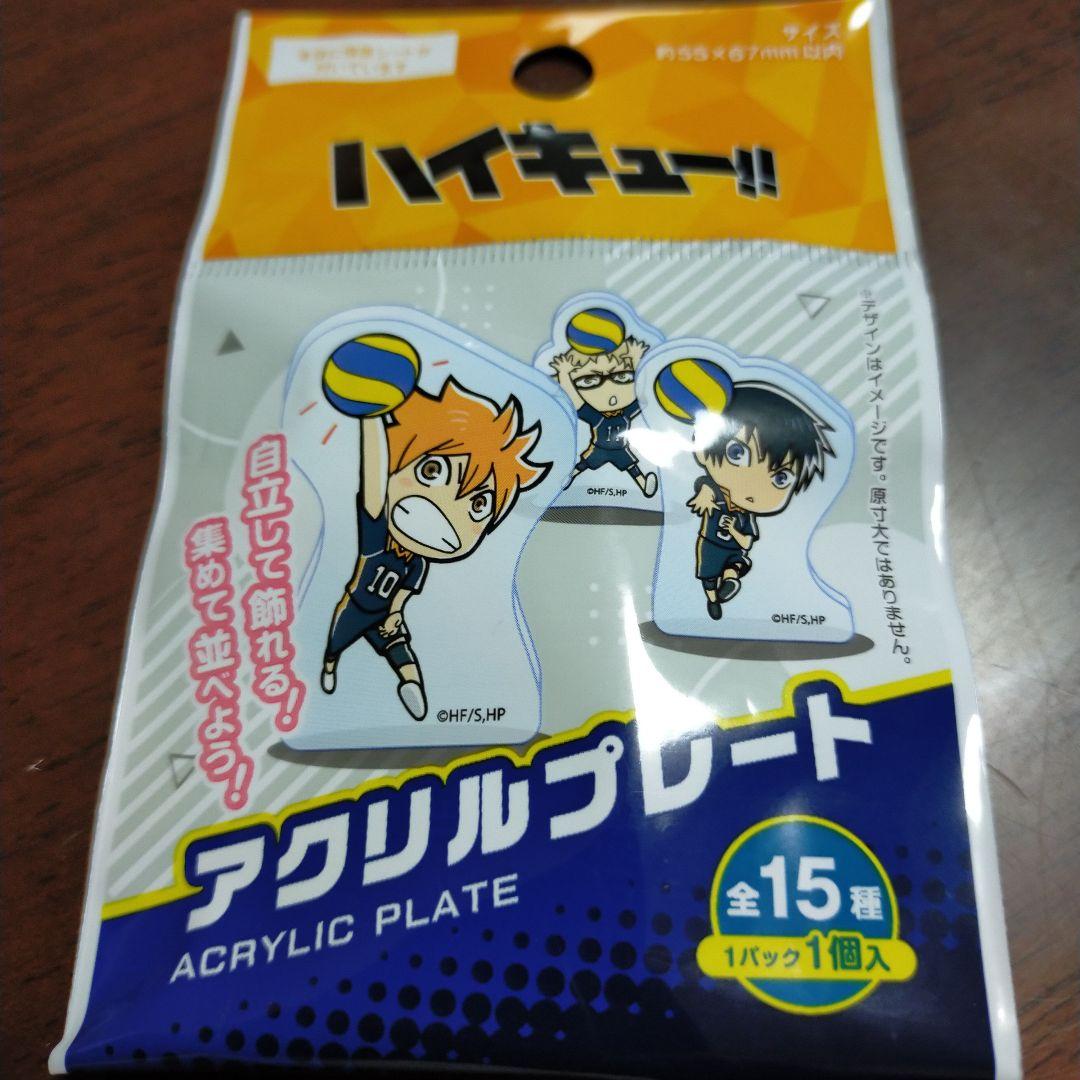 サイズ
約55×67mm以内
ハイキュー!!
※デザインはイメージです。原寸大ではありません。
自立して飾れる!
集めて並べよう!
10
11
©HF/S,HP
©HF/S,HP
©HF/S,HP
アクリルプレート
ACRYLIC PLATE
全15種
1パック1個入